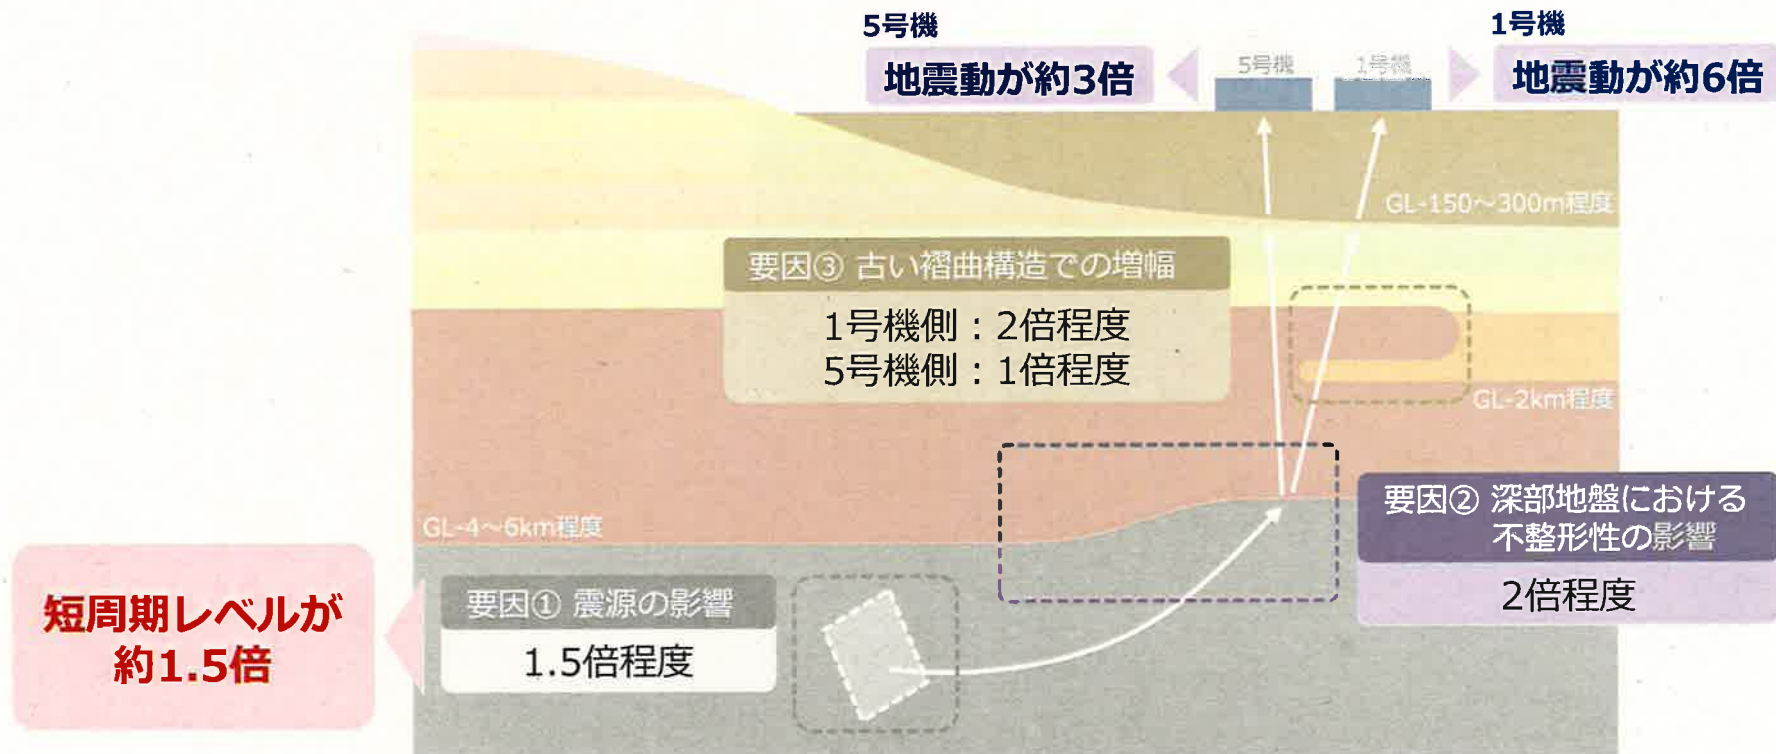 5号機
地震動が約3倍
1号機
地震動が約6倍
5号機
1号機
GL-150～300m程度
要因③ 古い褶曲構造での増幅
1号機側：2倍程度
5号機側：1倍程度
GL-2km程度
GL-4～6km程度
要因② 深部地盤における
不整形性の影響
2倍程度
要因① 震源の影響
1.5倍程度
短周期レベルが
約1.5倍